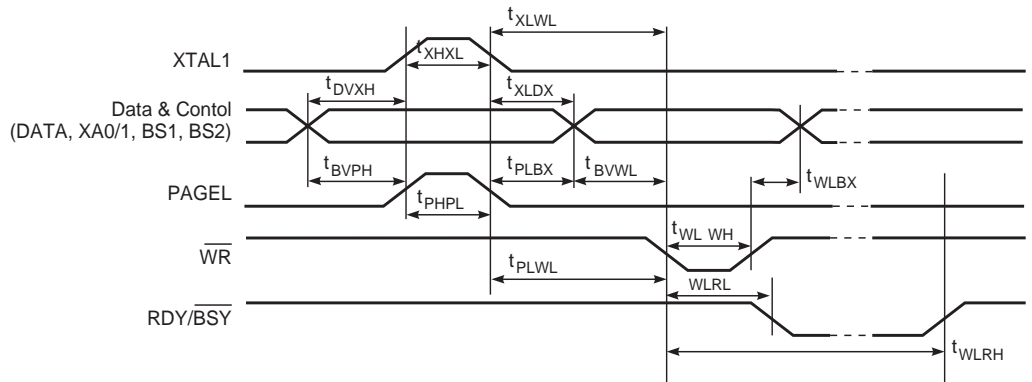 tXLWL
XTAL1
tXHXL
tDVXH
tXLDX
Data & Contol
(DATA, XA0/1, BS1, BS2)
tBVPH
tPLBX
tBVWL
tWLBX
PAGEL
tPHPL
tWL WH
WR
tPLWL
WLRL
RDY/BSY
tWLRH